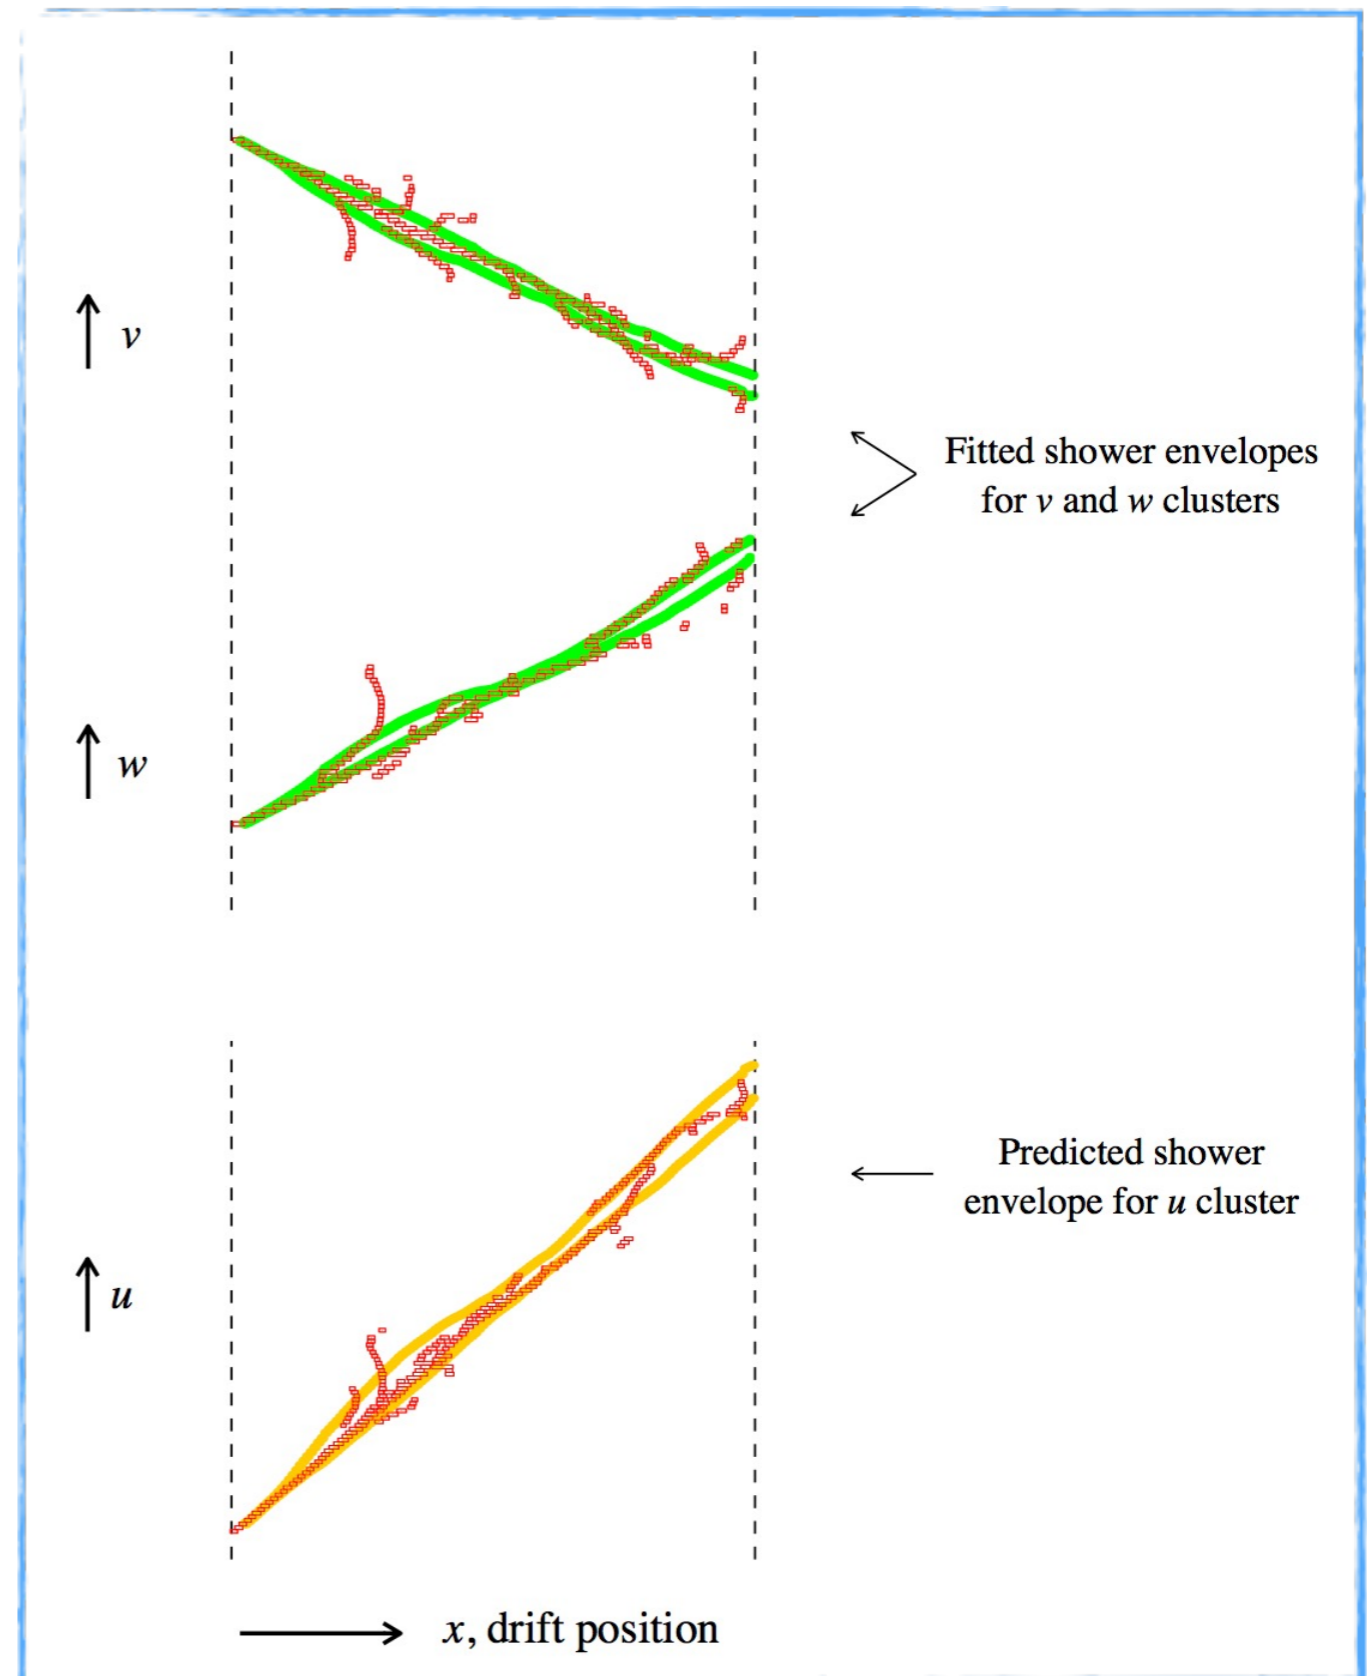 v
Fitted shower envelopes
for v and w clusters
w
Predicted shower
envelope for u cluster
u
x, drift position